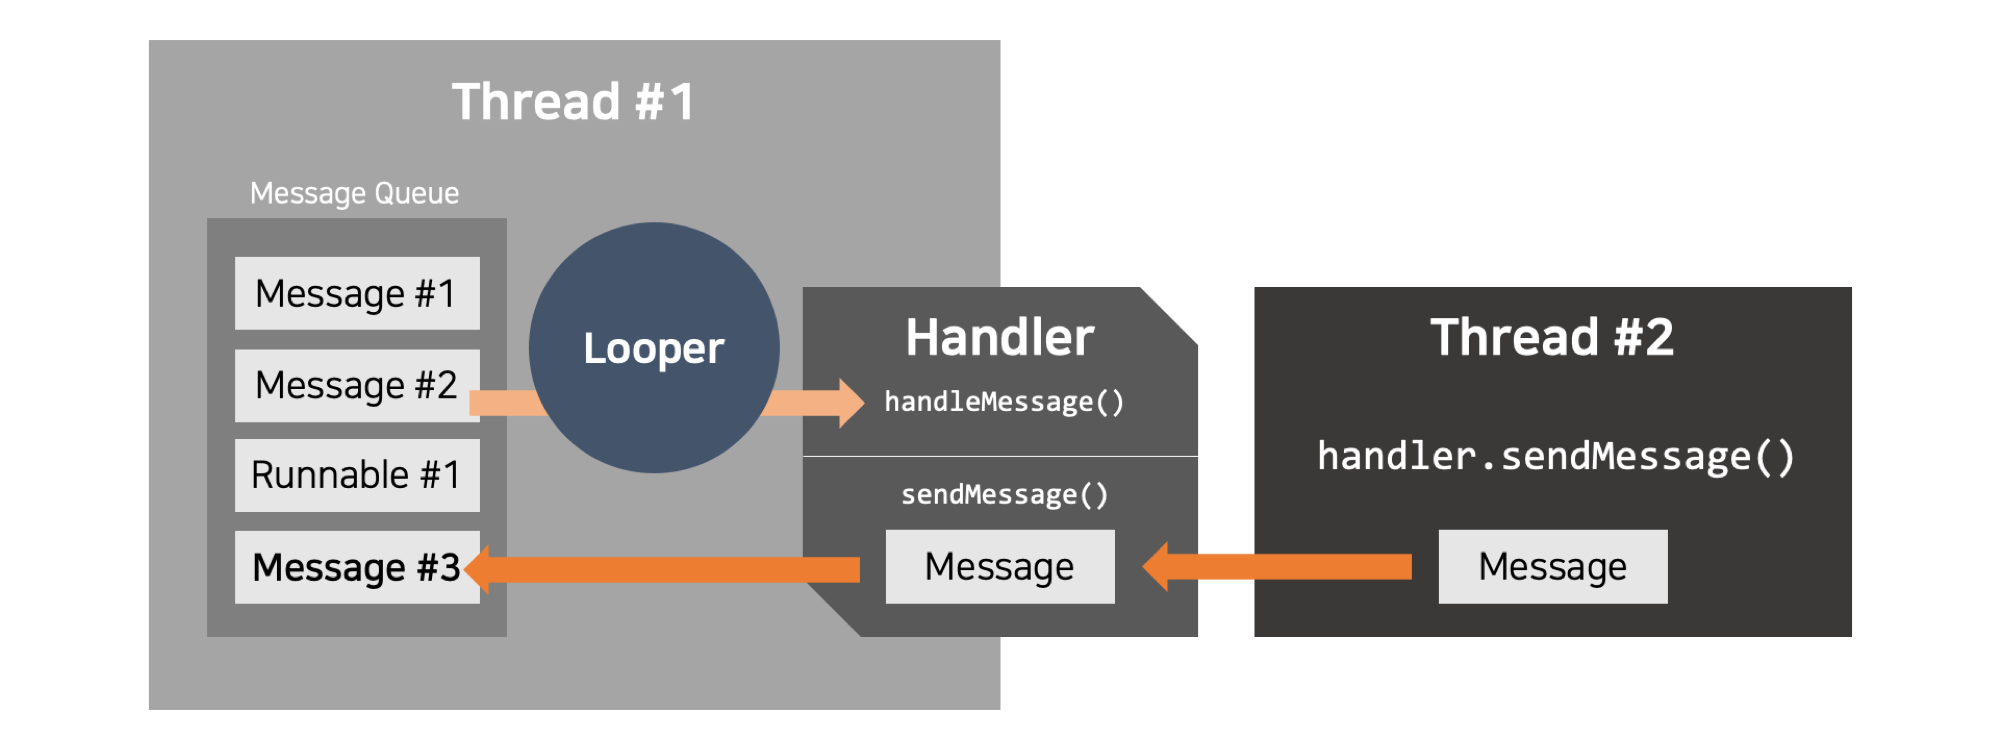 Thread #1
Message Queue
Message #1
Message #2
Runnable #1
Message #3
Looper
Handler
handleMessage()
sendMessage()
Message
Thread #2
handler.sendMessage()
Message